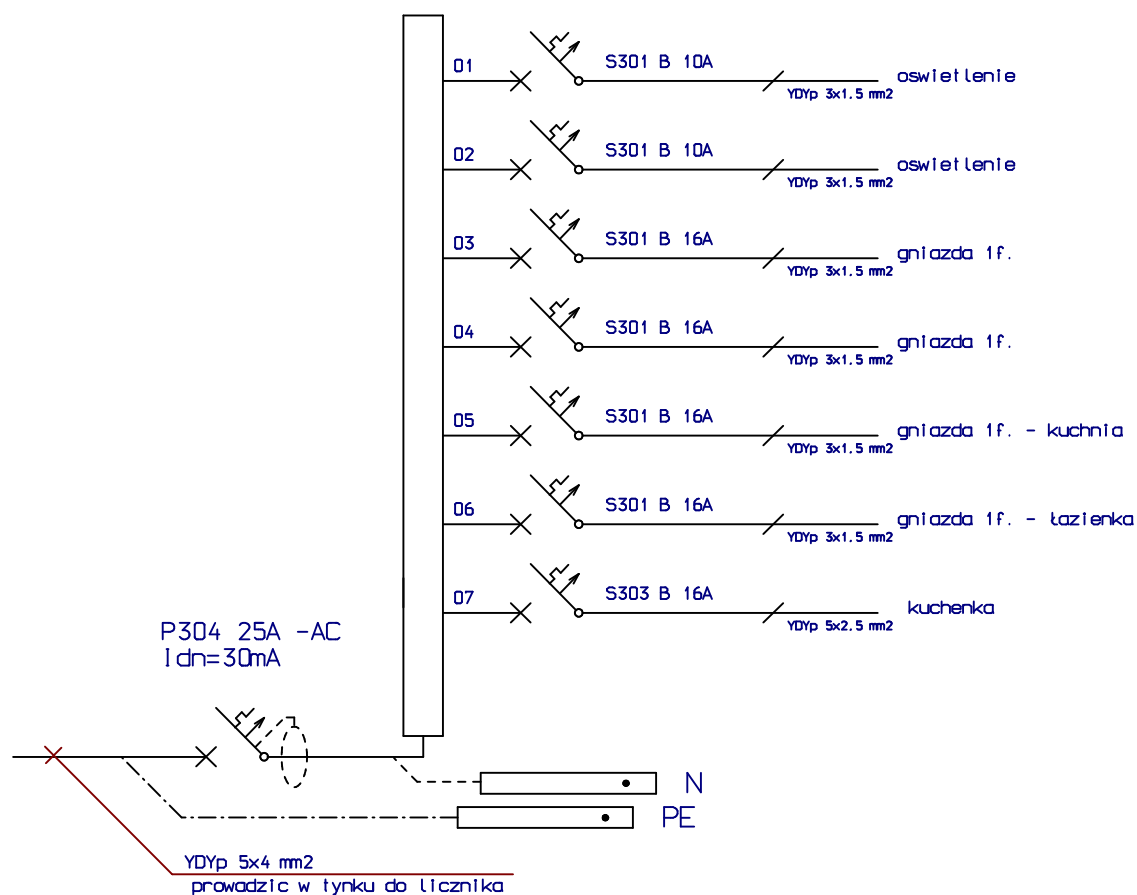 01 S301 B 10A oswietlenie
YDYp 3x1.5 mm2
02 S301 B 10A oswietlenie
YDYp 3x1.5 mm2
03 S301 B 16A gniazda 1f.
YDYp 3x1.5 mm2
04 S301 B 16A gniazda 1f.
YDYp 3x1.5 mm2
05 S301 B 16A gniazda 1f. - kuchnia
YDYp 3x1.5 mm2
06 S301 B 16A gniazda 1f. - łazienka
YDYp 3x1.5 mm2
07 S303 B 16A kuchenka
YDYp 5x2.5 mm2
P304 25A -AC
Idn=30mA
N
PE
YDYp 5x4 mm2
prowadzic w tynku do licznika